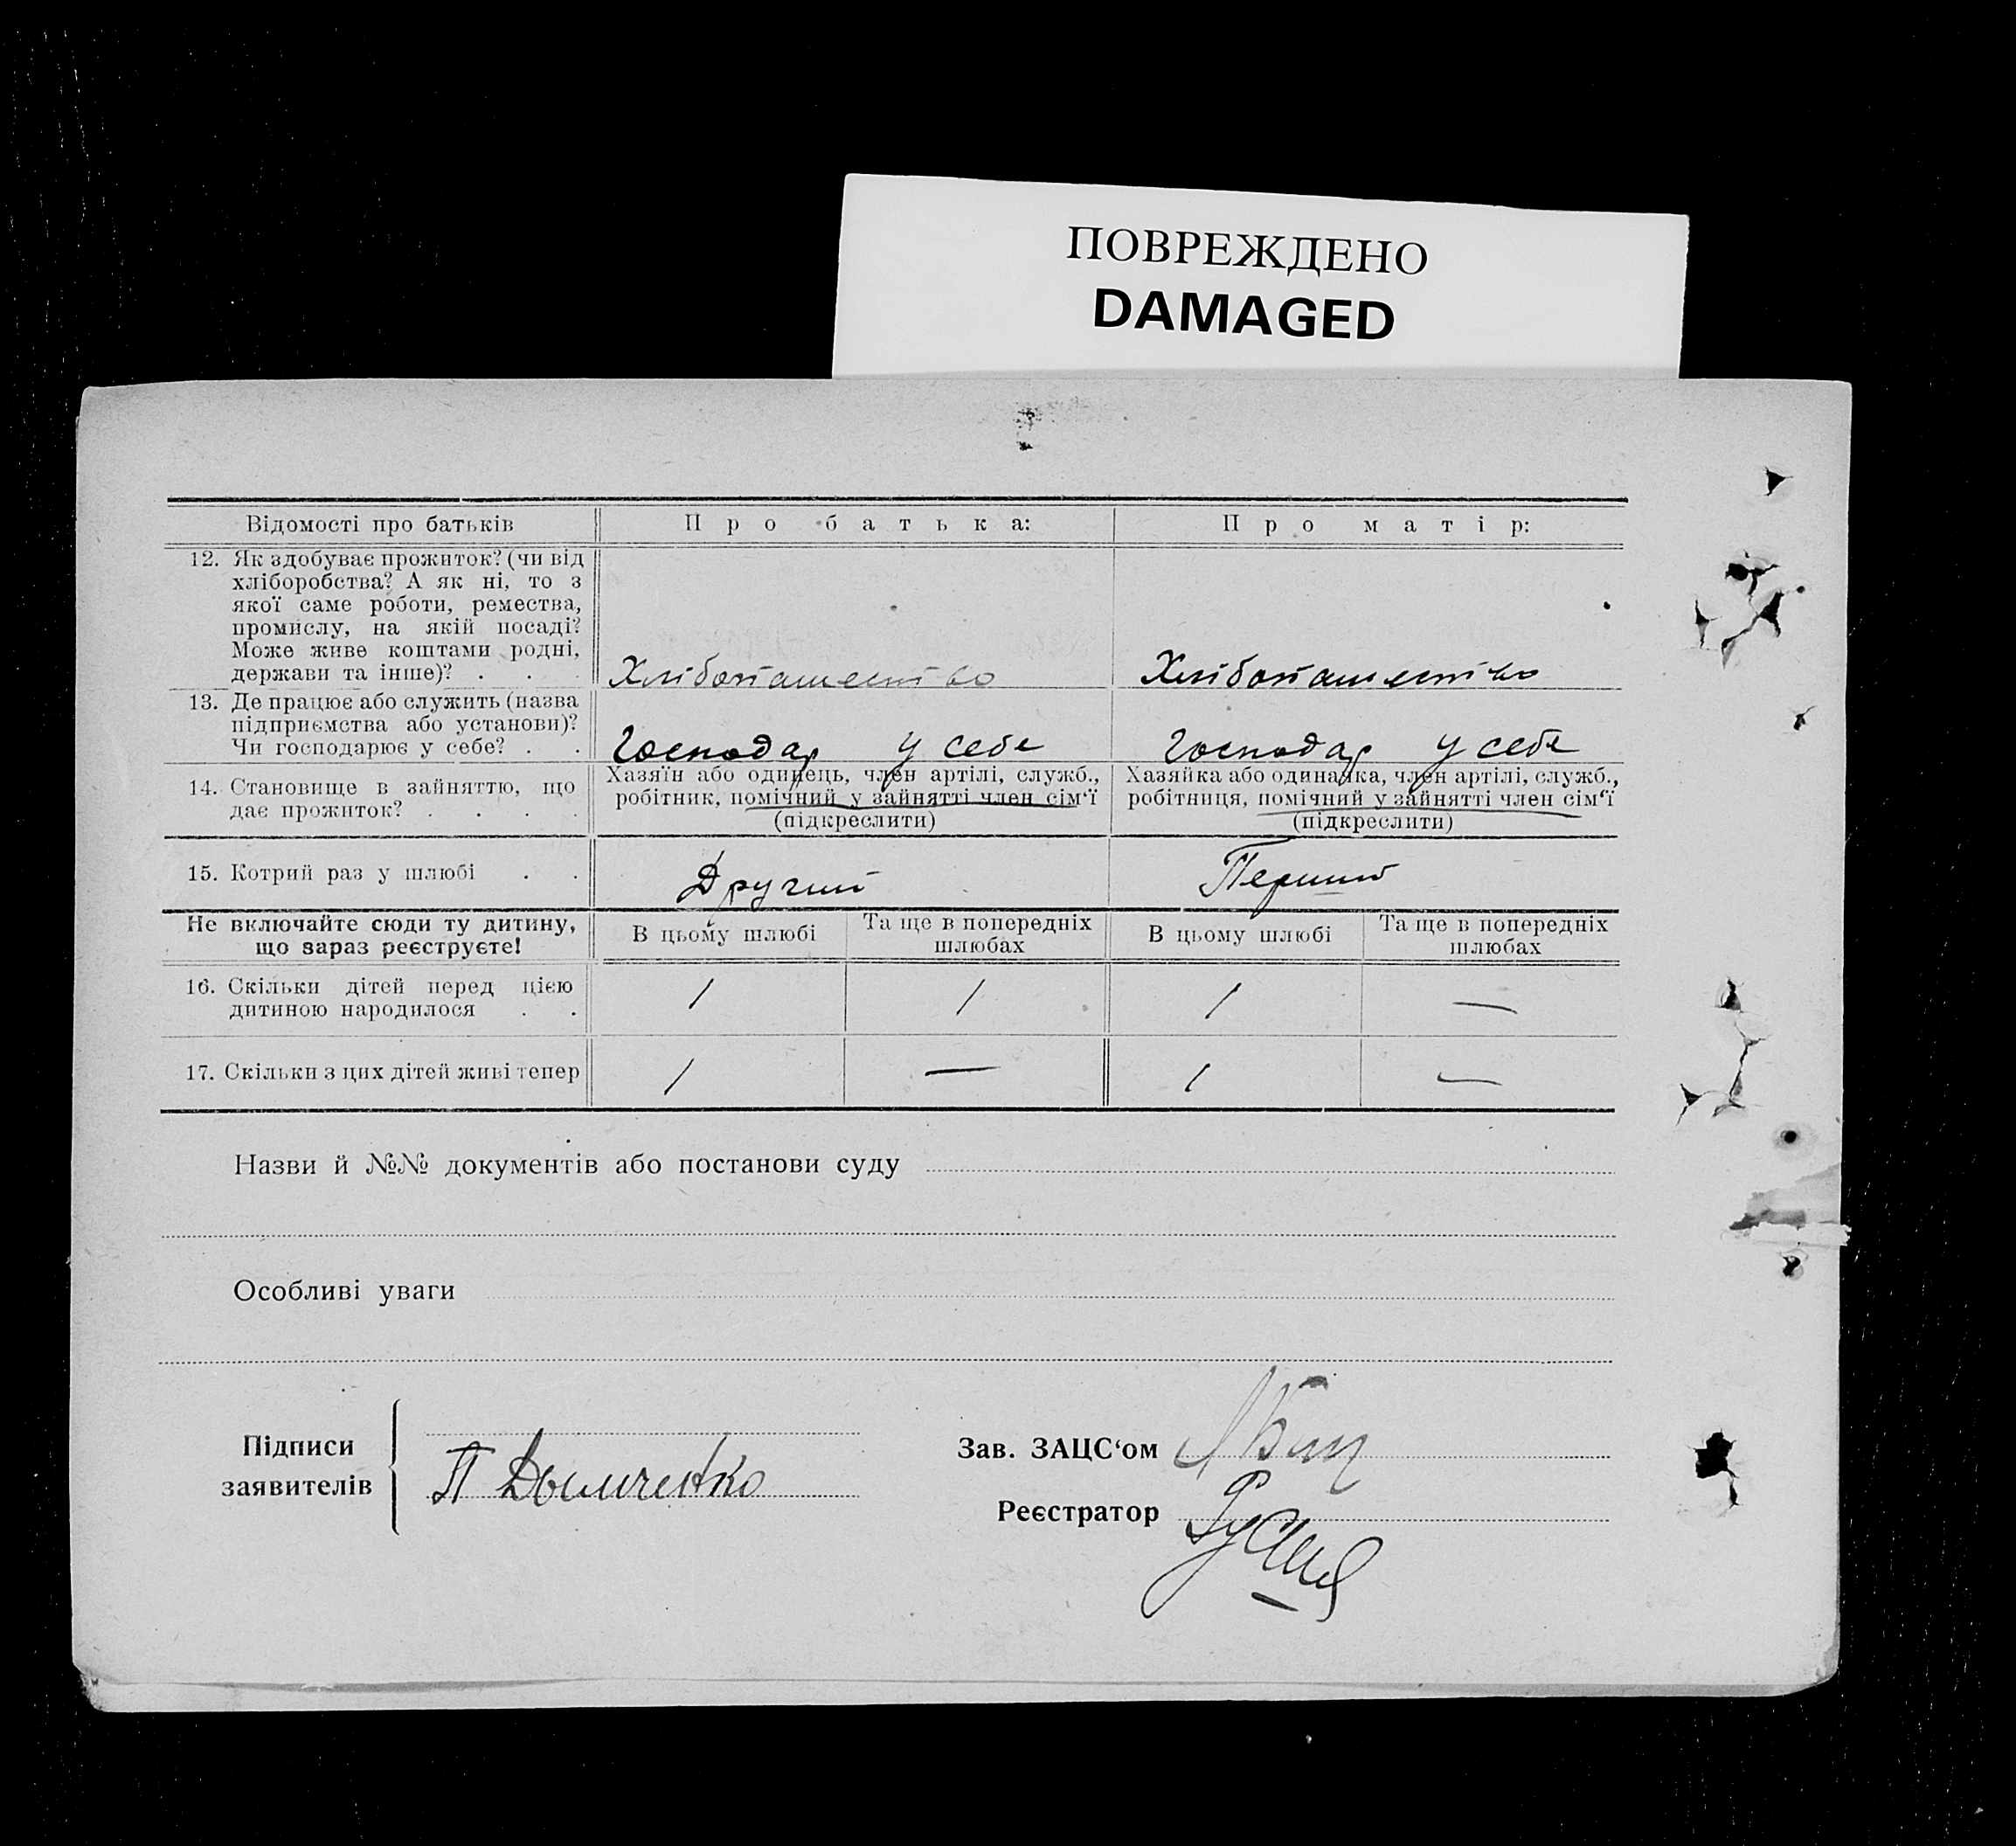 ПОВРЕЖДЕНО
DAMAGED
Відомості про батьків
Про батька:
Про матір:
12. Як здобуває прожиток? (чи від
хліборобства? А як ні, то з
якої саме роботи, ремества,
промислу, на якій посаді?
Може живе коштами родні,
держави та інше)? . . .
Хлібопашество
Хлібопашество
13. Де працює або служить (назва
підприємства або установи)?
Чи господарює у себе? . .
Господар у себе
Господар у себе
14. Становище в зайняттю, що
дає прожиток? . . . .
Хазяїн або одинець, член артілі, служб.,
робітник, помічний у зайнятті член сім'ї
(підкреслити)
Хазяйка або одиначка, член артілі, служб.,
робітниця, помічний у зайнятті член сім'ї
(підкреслити)
15. Котрий раз у шлюбі . .
Другий
Перший
Не включайте сюди ту дитину,
що зараз реєструєте!
В цьому шлюбі
Та ще в попередніх
шлюбах
В цьому шлюбі
Та ще в попередніх
шлюбах
16. Скільки дітей перед цією
дитиною народилося . .
1
1
1
—
17. Скільки з цих дітей живі тепер
1
—
1
—
Назви й №№ документів або постанови суду
Особливі уваги
Підписи
заявителів
П
Зав. ЗАЦС'ом
Реєстратор